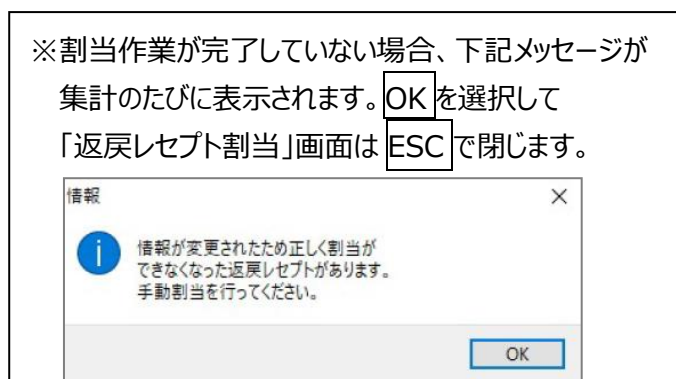 ※割当作業が完了していない場合、下記メッセージが
集計のたびに表示されます。OK を選択して
「返戻レセプト割当」画面は ESC で閉じます。
情報
情報が変更されたため正しく割当が
できなくなった返戻レセプトがあります。
手動割当を行ってください。
OK